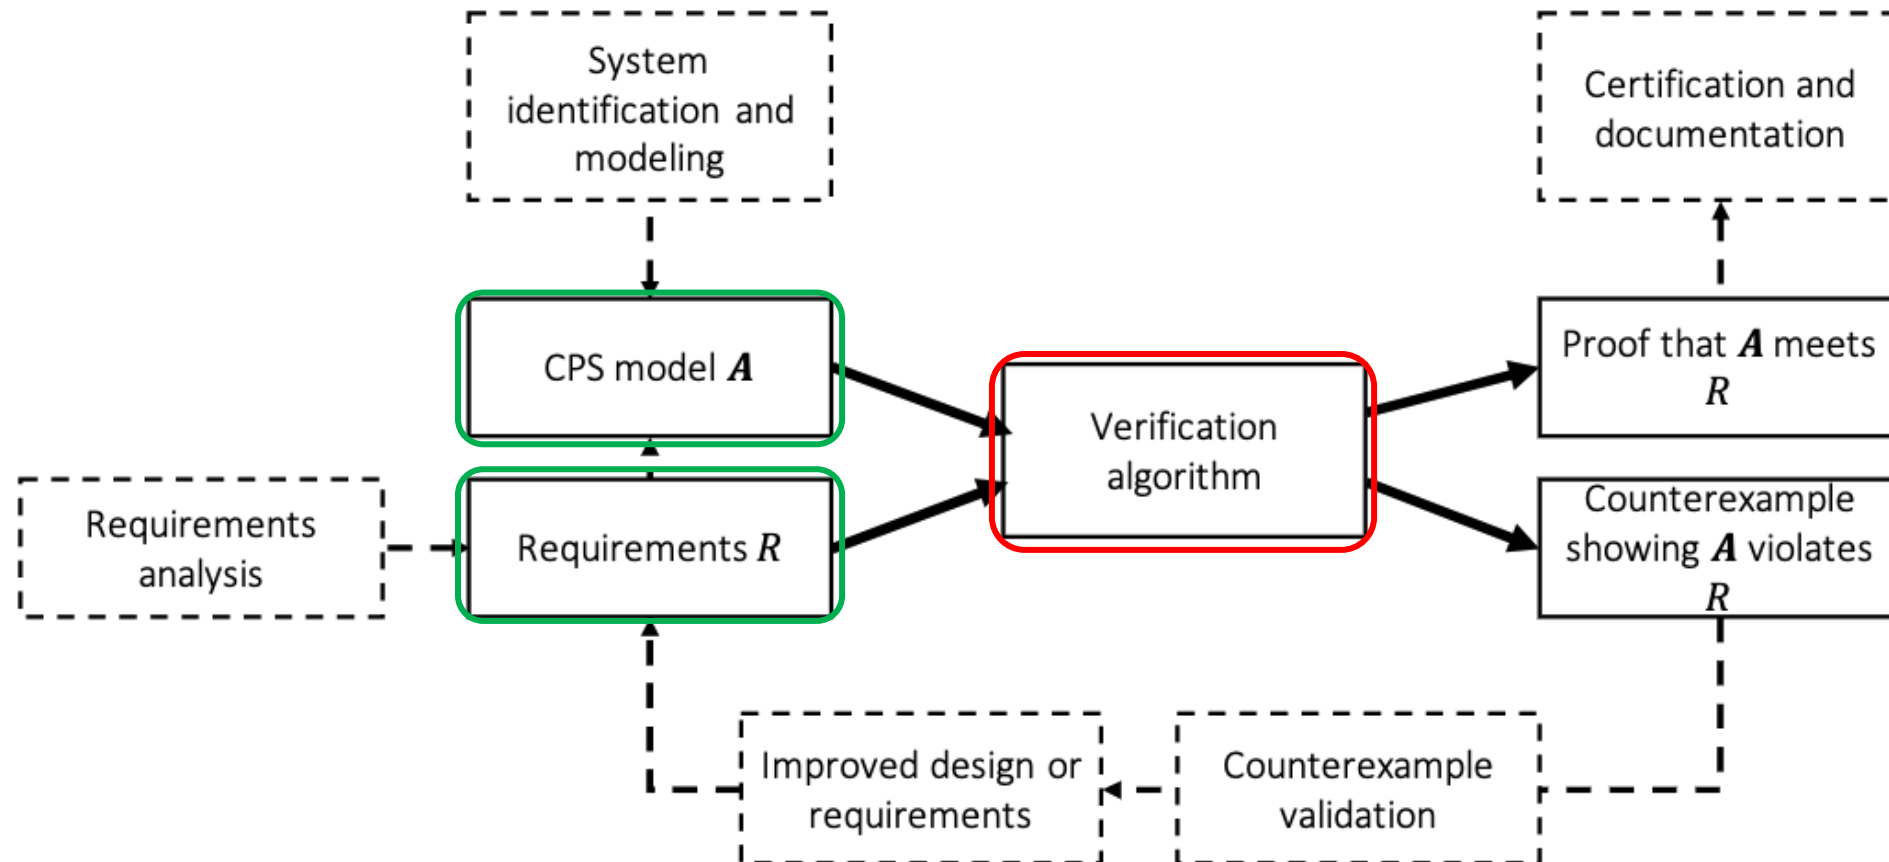 System
identification and
modeling
Certification and
documentation
CPS model A
Proof that A meets
R
Verification
algorithm
Requirements
analysis
Requirements R
Counterexample
showing A violates
R
Improved design or
requirements
Counterexample
validation